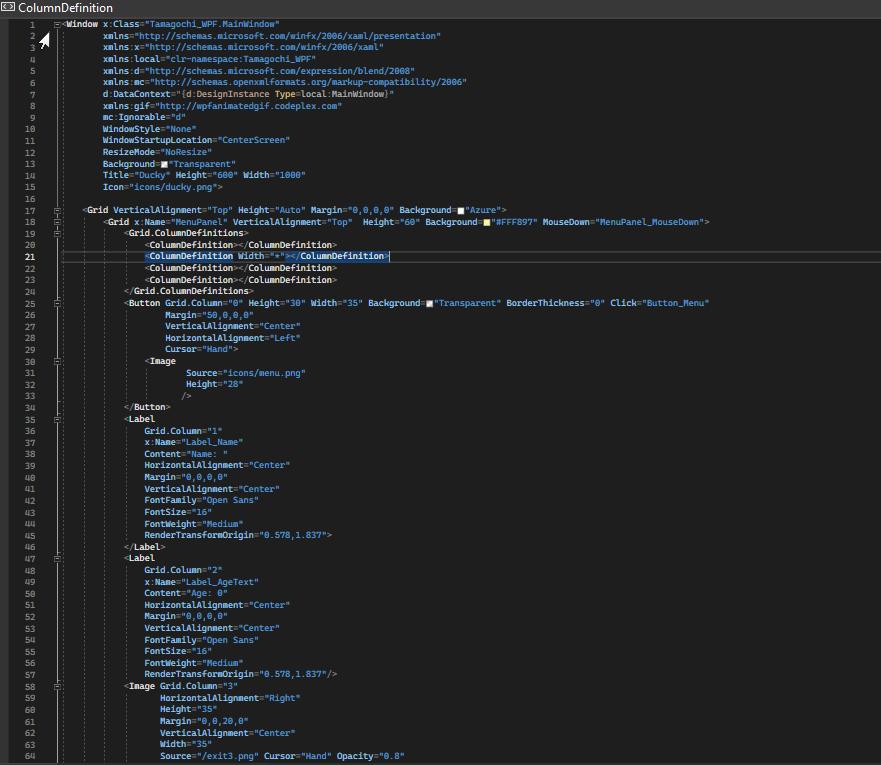 ColumnDefinition
1 <Window x:Class="Tamagochi_WPF.MainWindow"
2 xmlns="http://schemas.microsoft.com/winfx/2006/xaml/presentation"
3 xmlns:x="http://schemas.microsoft.com/winfx/2006/xaml"
4 xmlns:local="clr-namespace:Tamagochi_WPF"
5 xmlns:d="http://schemas.microsoft.com/expression/blend/2008"
6 xmlns:mc="http://schemas.openxmlformats.org/markup-compatibility/2006"
7 d:DataContext="{d:DesignInstance Type=local:MainWindow}"
8 xmlns:gif="http://wpfanimatedgif.codeplex.com"
9 mc:Ignorable="d"
10 WindowStyle="None"
11 WindowStartupLocation="CenterScreen"
12 ResizeMode="NoResize"
13 Background="Transparent"
14 Title="Ducky" Height="600" Width="1000"
15 Icon="icons/ducky.png">
16
17 <Grid VerticalAlignment="Top" Height="Auto" Margin="0,0,0,0" Background="Azure">
18 <Grid x:Name="MenuPanel" VerticalAlignment="Top"  Height="60" Background="#FFF897" MouseDown="MenuPanel_MouseDown">
19 <Grid.ColumnDefinitions>
20 <ColumnDefinition></ColumnDefinition>
21 <ColumnDefinition Width="*"></ColumnDefinition>
22 <ColumnDefinition></ColumnDefinition>
23 <ColumnDefinition></ColumnDefinition>
24 </Grid.ColumnDefinitions>
25 <Button Grid.Column="0" Height="30" Width="35" Background="Transparent" BorderThickness="0" Click="Button_Menu"
26 Margin="50,0,0,0"
27 VerticalAlignment="Center"
28 HorizontalAlignment="Left"
29 Cursor="Hand">
30 <Image
31 Source="icons/menu.png"
32 Height="28"
33 />
34 </Button>
35 <Label
36 Grid.Column="1"
37 x:Name="Label_Name"
38 Content="Name: "
39 HorizontalAlignment="Center"
40 Margin="0,0,0,0"
41 VerticalAlignment="Center"
42 FontFamily="Open Sans"
43 FontSize="16"
44 FontWeight="Medium"
45 RenderTransformOrigin="0.578,1.837">
46 </Label>
47 <Label
48 Grid.Column="2"
49 x:Name="Label_AgeText"
50 Content="Age: 0"
51 HorizontalAlignment="Center"
52 Margin="0,0,0,0"
53 VerticalAlignment="Center"
54 FontFamily="Open Sans"
55 FontSize="16"
56 FontWeight="Medium"
57 RenderTransformOrigin="0.578,1.837"/>
58 <Image Grid.Column="3"
59 HorizontalAlignment="Right"
60 Height="35"
61 Margin="0,0,20,0"
62 VerticalAlignment="Center"
63 Width="35"
64 Source="/exit3.png" Cursor="Hand" Opacity="0.8"